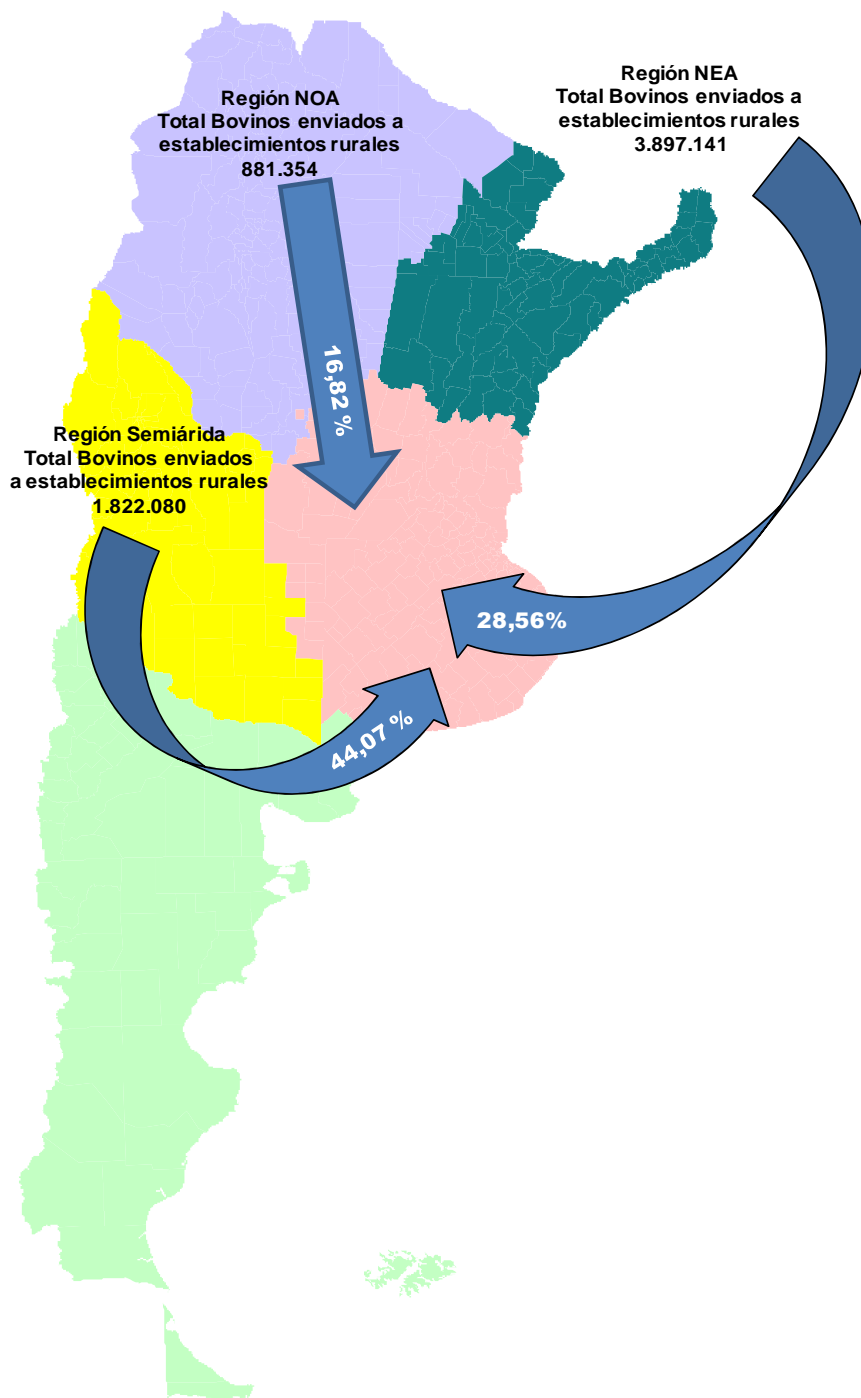 Región NOA
Total Bovinos enviados a
establecimientos rurales
881.354
Región NEA
Total Bovinos enviados a
establecimientos rurales
3.897.141
16,82 %
Región Semiárida
Total Bovinos enviados
a establecimientos rurales
1.822.080
28,56%
44,07 %